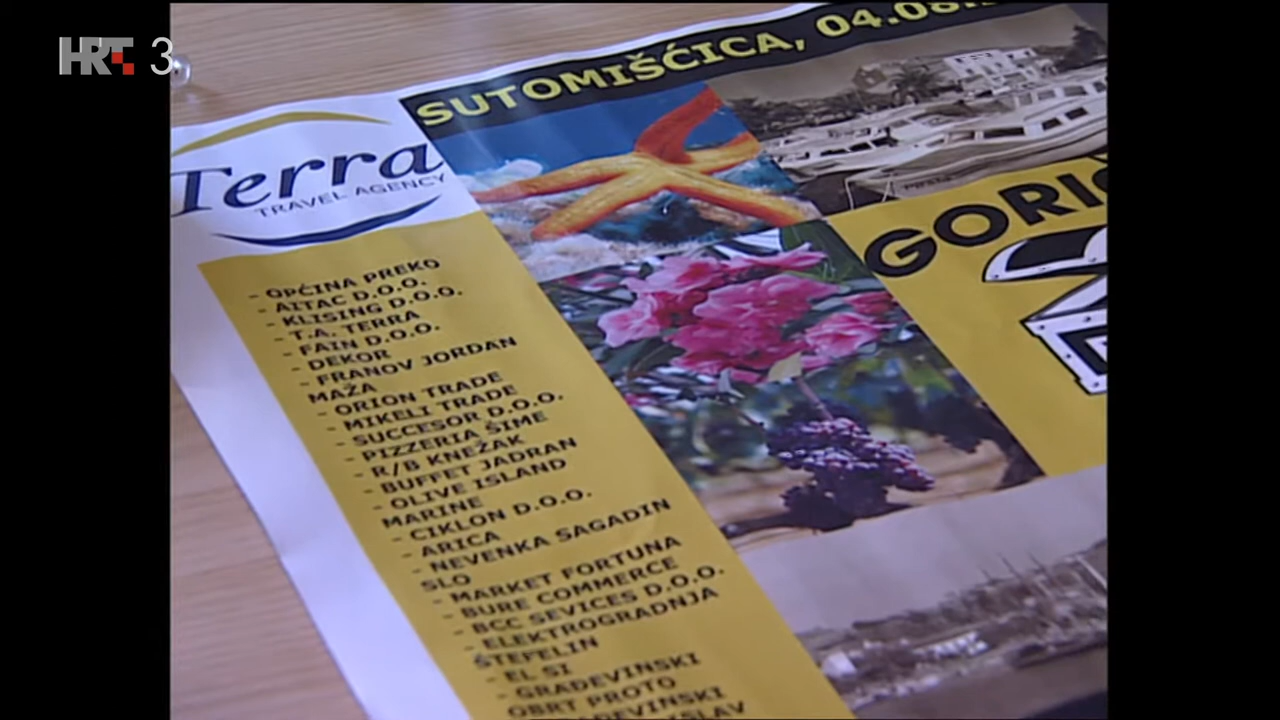 HRT 3
SUTOMIŠĆICA, 04.08.
Terra
TRAVEL AGENCY
GORI
- OPĆINA PREKO
- AITAC D.O.O.
- KLISING D.O.O.
- T.A. TERRA
- FAIN D.O.O.
- DEKOR
- FRANOV JORDAN
MAŽA
- ORION TRADE
- MIKELI TRADE
- SUCCESOR D.O.O.
- PIZZERIA ŠIME
- R/B KNEŽAK
- BUFFET JADRAN
- OLIVE ISLAND
MARINE
- CIKLON D.O.O.
- ARICA
- NEVENKA SAGADIN
SLO
- MARKET FORTUNA
- BURE COMMERCE
- BCC SEVICES D.O.O.
- ELEKTROGRADNJA
ŠTEFELIN
- EL SI
- GRAĐEVINSKI
OBRT PROTO